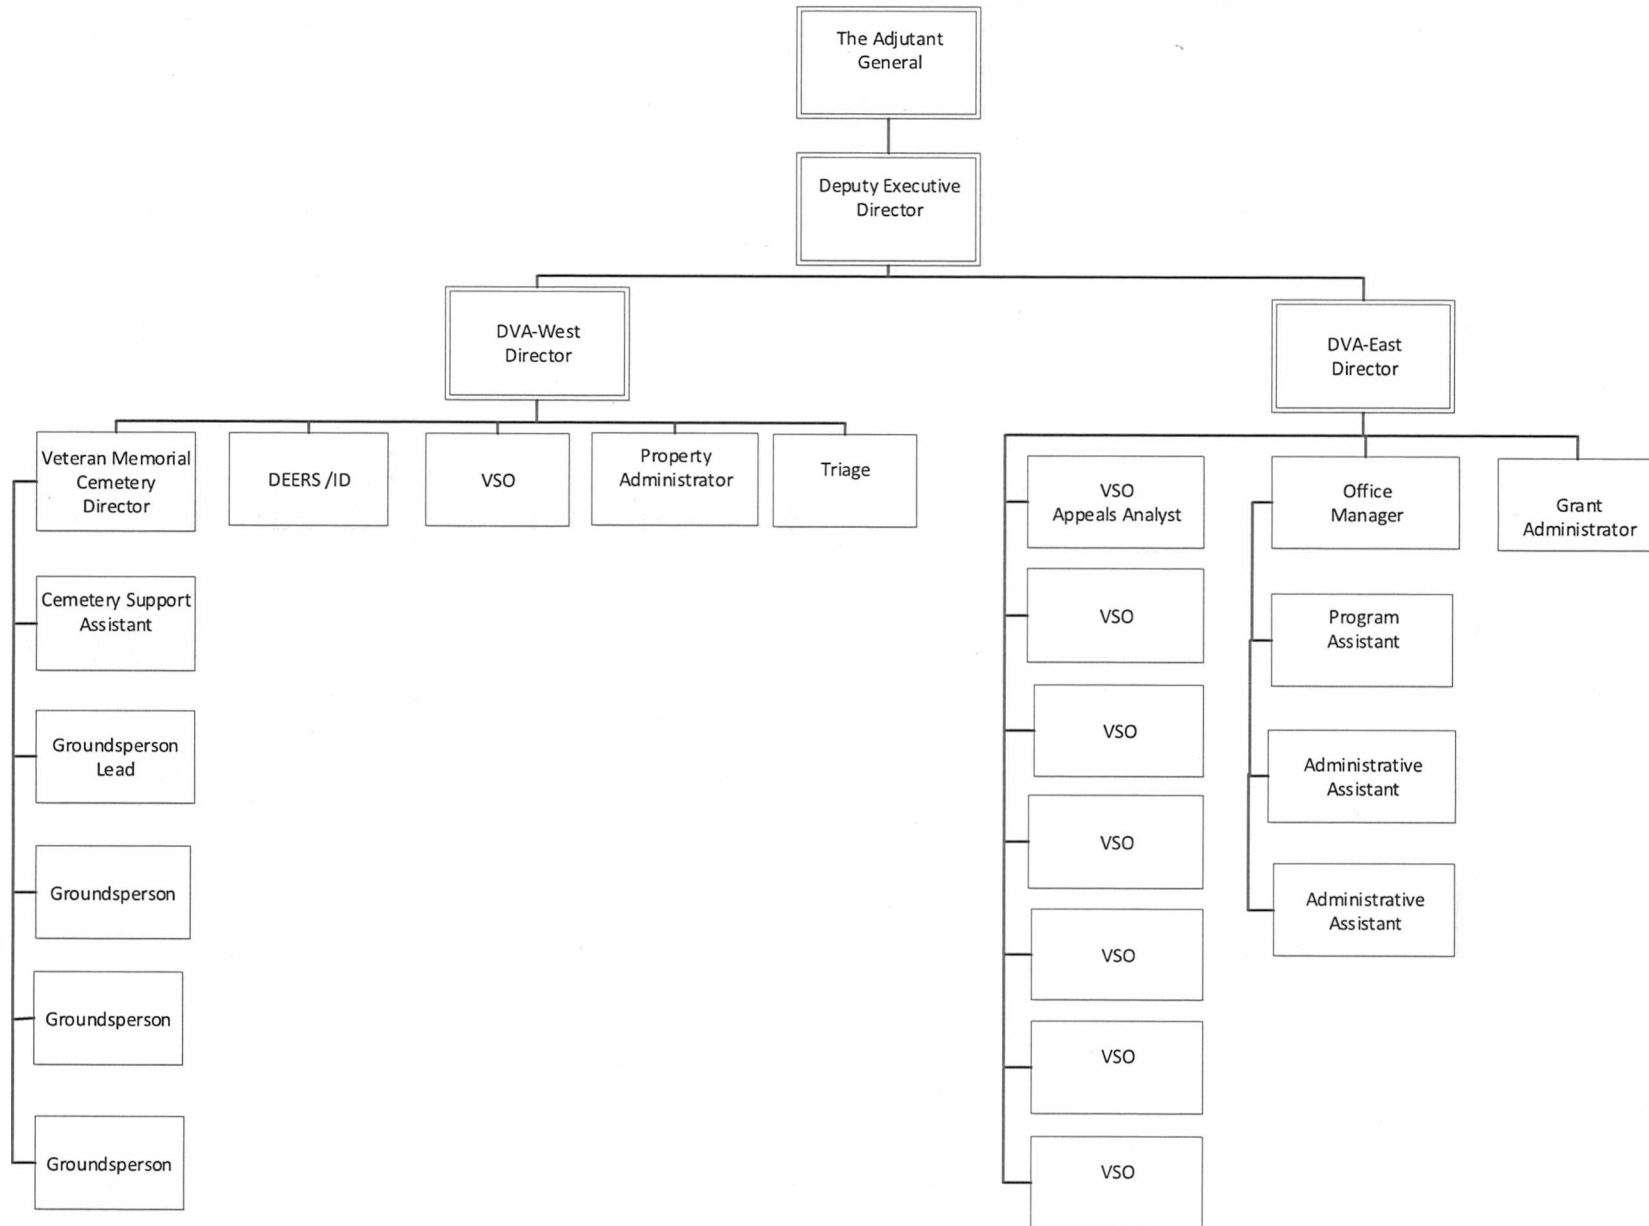 The Adjutant
General
Deputy Executive
Director
DVA-West
Director
DVA-East
Director
Veteran Memorial
Cemetery
Director
DEERS /ID
VSO
Property
Administrator
Triage
Cemetery Support
Assistant
Groundsperson
Lead
Groundsperson
Groundsperson
Groundsperson
VSO
Appeals Analyst
VSO
VSO
VSO
VSO
VSO
VSO
Office
Manager
Program
Assistant
Administrative
Assistant
Administrative
Assistant
Grant
Administrator